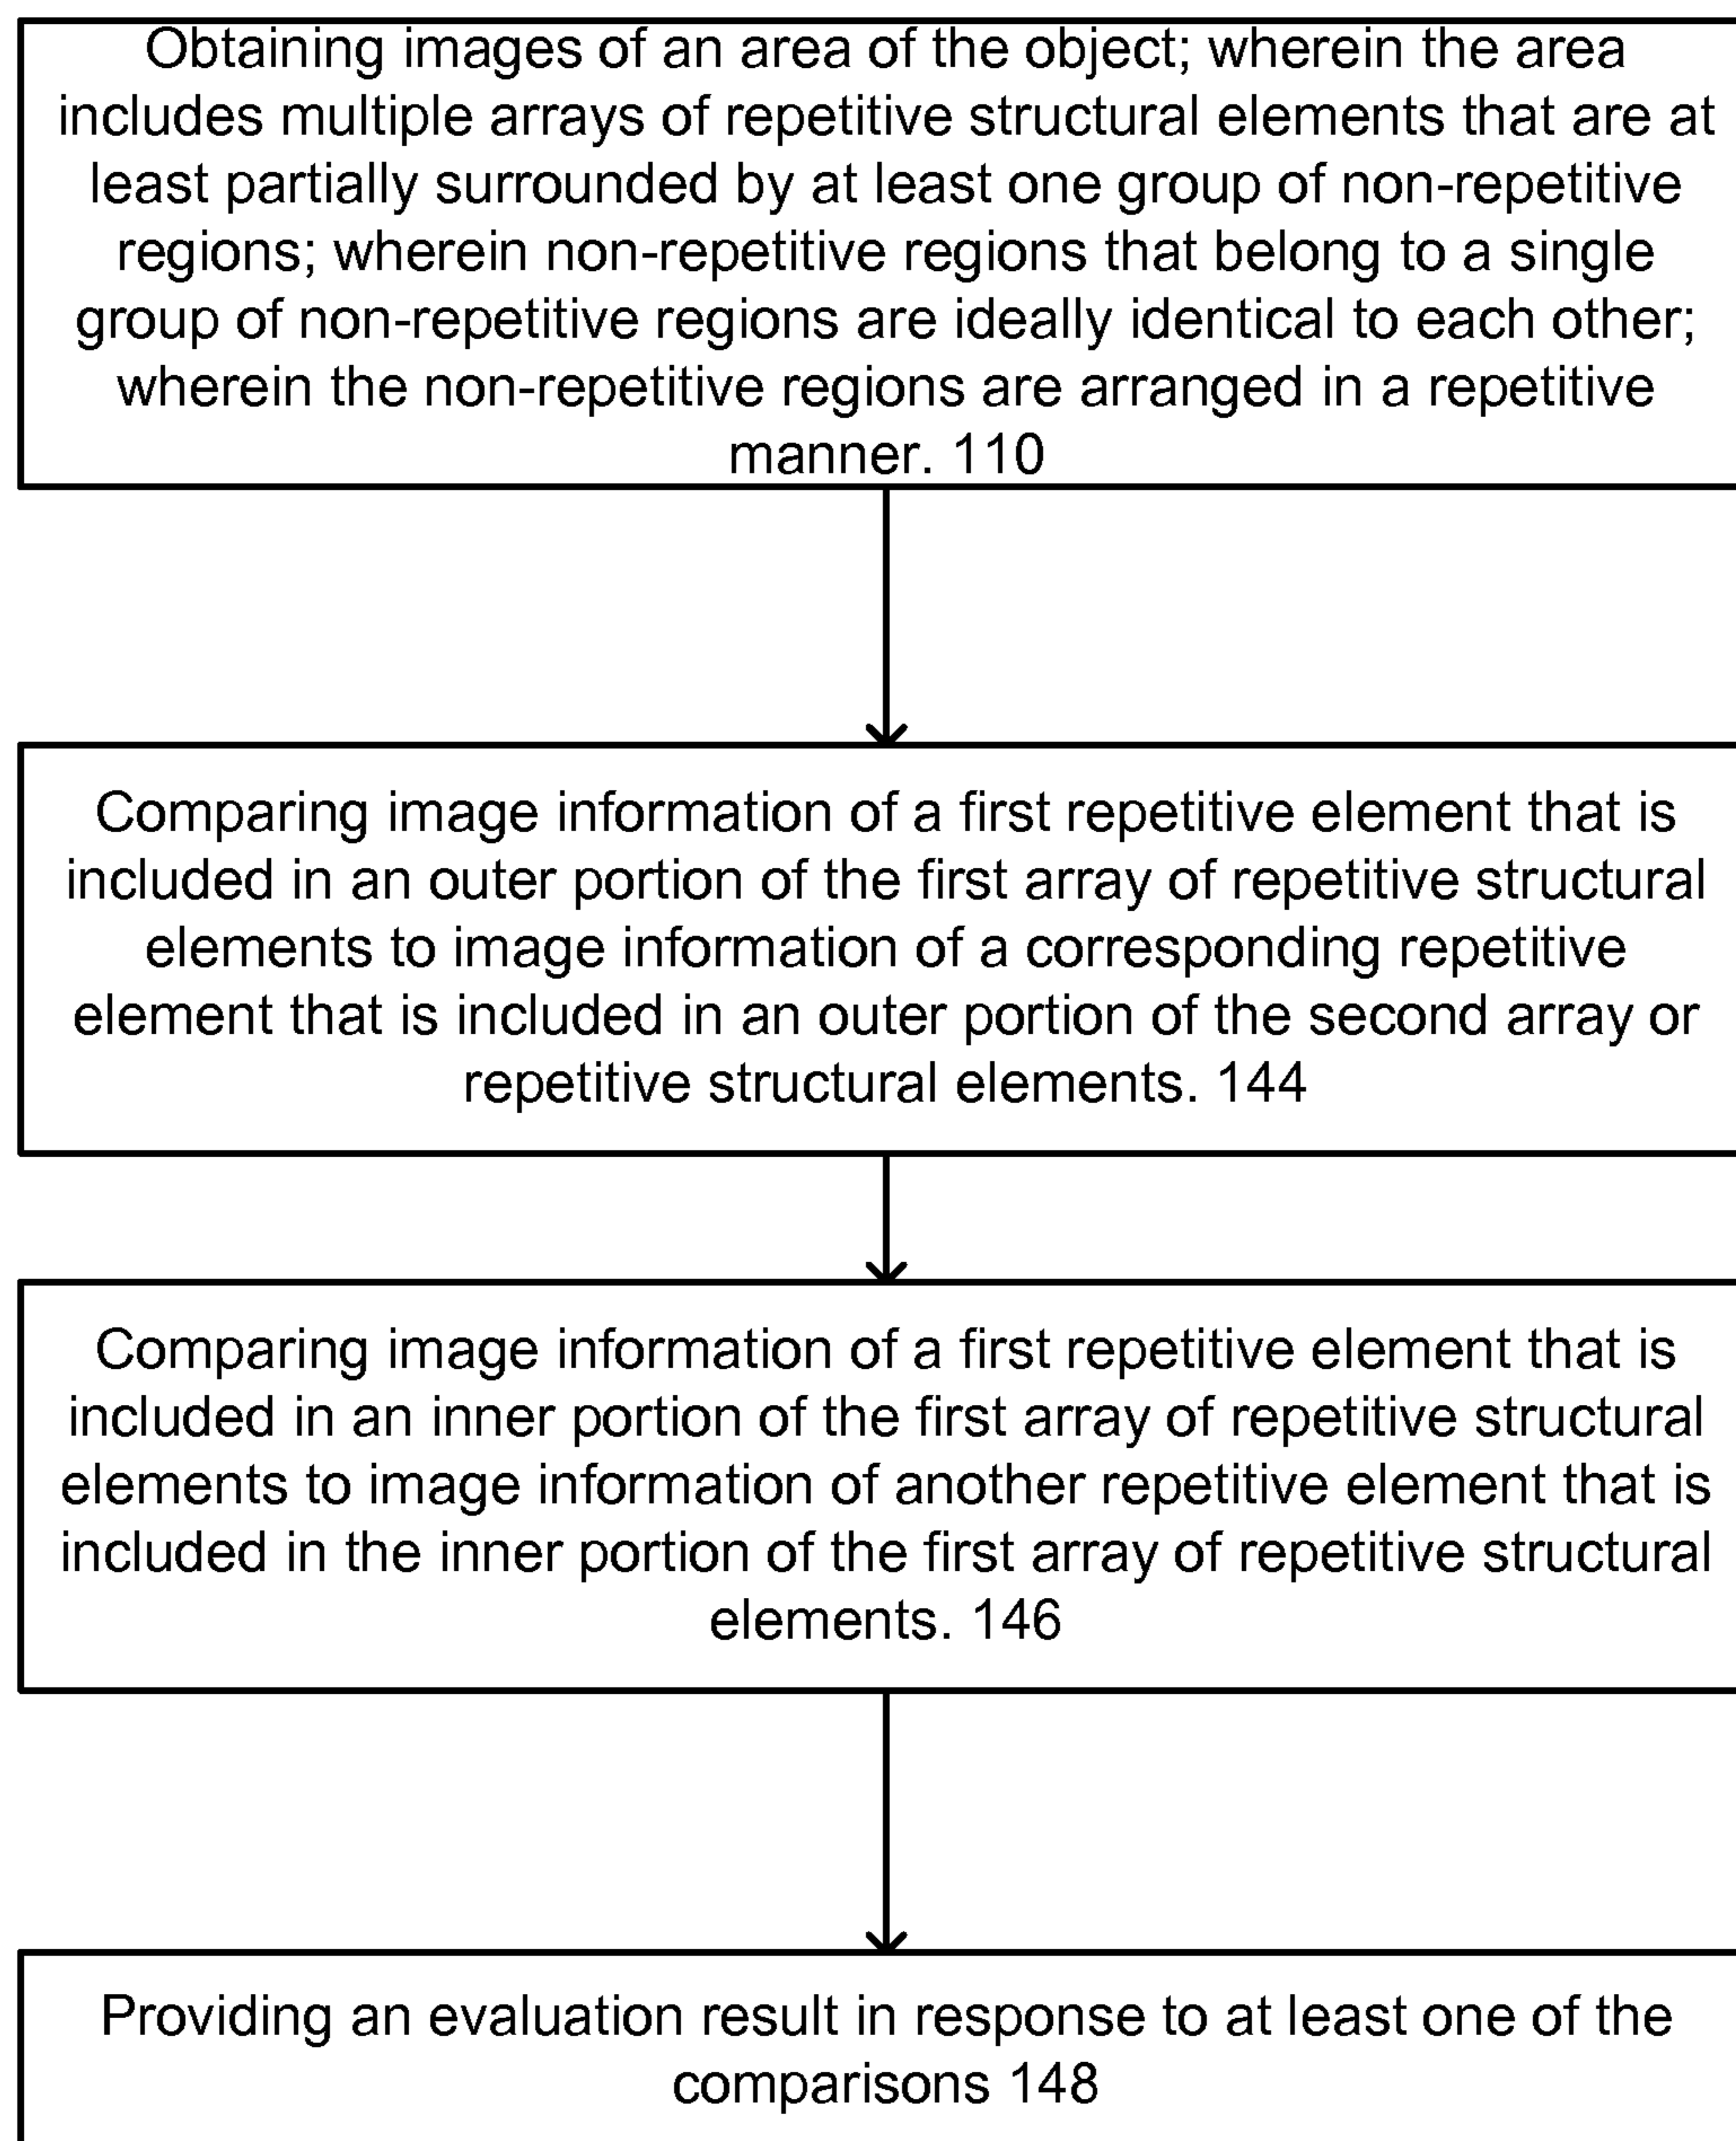 Obtaining images of an area of the object; wherein the area
includes multiple arrays of repetitive structural elements that are at
least partially surrounded by at least one group of non-repetitive
regions; wherein non-repetitive regions that belong to a single
group of non-repetitive regions are ideally identical to each other;
wherein the non-repetitive regions are arranged in a repetitive
manner. 110
Comparing image information of a first repetitive element that is
included in an outer portion of the first array of repetitive structural
elements to image information of a corresponding repetitive
element that is included in an outer portion of the second array or
repetitive structural elements. 144
Comparing image information of a first repetitive element that is
included in an inner portion of the first array of repetitive structural
elements to image information of another repetitive element that is
included in the inner portion of the first array of repetitive structural
elements. 146
Providing an evaluation result in response to at least one of the
comparisons 148